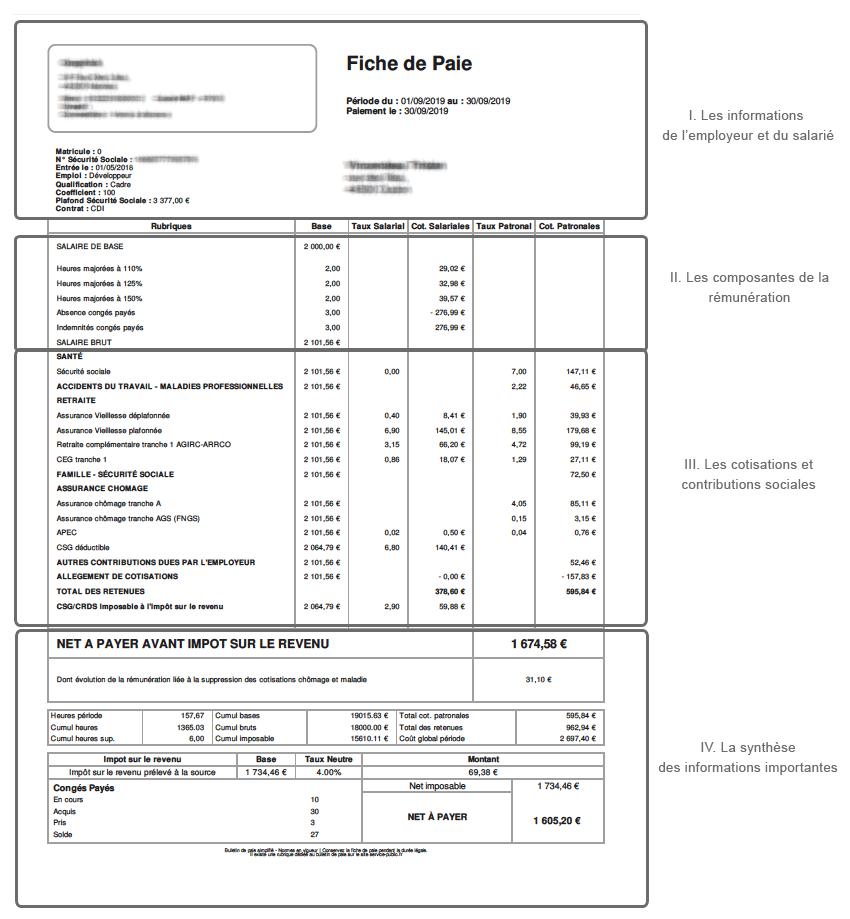 Fiche de Paie
Période du : 01/09/2019 au : 30/09/2019
Paiement le : 30/09/2019
I. Les informations
de l'employeur et du salarié
Matricule : 0
N° Sécurité Sociale :
Entrée le : 01/05/2018
Emploi : Développeur
Qualification : Cadre
Coefficient : 100
Plafond Sécurité Sociale : 3 377,00 €
Contrat : CDI
Rubriques Base Taux Salarial Cot. Salariales Taux Patronal Cot. Patronales
SALAIRE DE BASE 2 000,00 €
Heures majorées à 110% 2,00 29,02 €
Heures majorées à 125% 2,00 32,98 €
Heures majorées à 150% 2,00 39,57 €
Absence congés payés 3,00 - 276,99 €
Indemnités congés payés 3,00 276,99 €
SALAIRE BRUT 2 101,56 €
II. Les composantes de la
rémunération
SANTÉ
Sécurité sociale 2 101,56 € 0,00 7,00 147,11 €
ACCIDENTS DU TRAVAIL - MALADIES PROFESSIONNELLES 2 101,56 € 2,22 46,65 €
RETRAITE
Assurance Vieillesse déplafonnée 2 101,56 € 0,40 8,41 € 1,90 39,93 €
Assurance Vieillesse plafonnée 2 101,56 € 6,90 145,01 € 8,55 179,68 €
Retraite complémentaire tranche 1 AGIRC-ARRCO 2 101,56 € 3,15 66,20 € 4,72 99,19 €
CEG tranche 1 2 101,56 € 0,86 18,07 € 1,29 27,11 €
FAMILLE - SÉCURITÉ SOCIALE 2 101,56 € 72,50 €
ASSURANCE CHOMAGE
Assurance chômage tranche A 2 101,56 € 4,05 85,11 €
Assurance chômage tranche AGS (FNGS) 2 101,56 € 0,15 3,15 €
APEC 2 101,56 € 0,02 0,50 € 0,04 0,76 €
CSG déductible 2 064,79 € 6,80 140,41 €
AUTRES CONTRIBUTIONS DUES PAR L'EMPLOYEUR 2 101,56 € 52,46 €
ALLEGEMENT DE COTISATIONS 2 101,56 € - 0,00 € - 157,83 €
TOTAL DES RETENUES 378,60 € 595,84 €
CSG/CRDS Imposable à l'impôt sur le revenu 2 064,79 € 2,90 59,88 €
III. Les cotisations et
contributions sociales
NET A PAYER AVANT IMPOT SUR LE REVENU 1 674,58 €
Dont évolution de la rémunération liée à la suppression des cotisations chômage et maladie 31,10 €
Heures période 157,67 Cumul bases 19015.63 € Total cot. patronales 595,84 €
Cumul heures 1365.03 Cumul bruts 18000.00 € Total des retenues 962,94 €
Cumul heures sup. 6,00 Cumul imposable 15610.11 € Coût global période 2 697,40 €
Impot sur le revenu Base Taux Neutre Montant
Impôt sur le revenu prélevé à la source 1 734,46 € 4.00% 69,38 €
Congés Payés
En cours 10
Acquis 30
Pris 3
Solde 27
Net imposable 1 734,46 €
NET À PAYER 1 605,20 €
Bulletin de paie simplifié - Normes en vigueur | Conservez la fiche de paie pendant la durée légale.
Il existe une rubrique dédiée au bulletin de paie sur le site service-public.fr
IV. La synthèse
des informations importantes